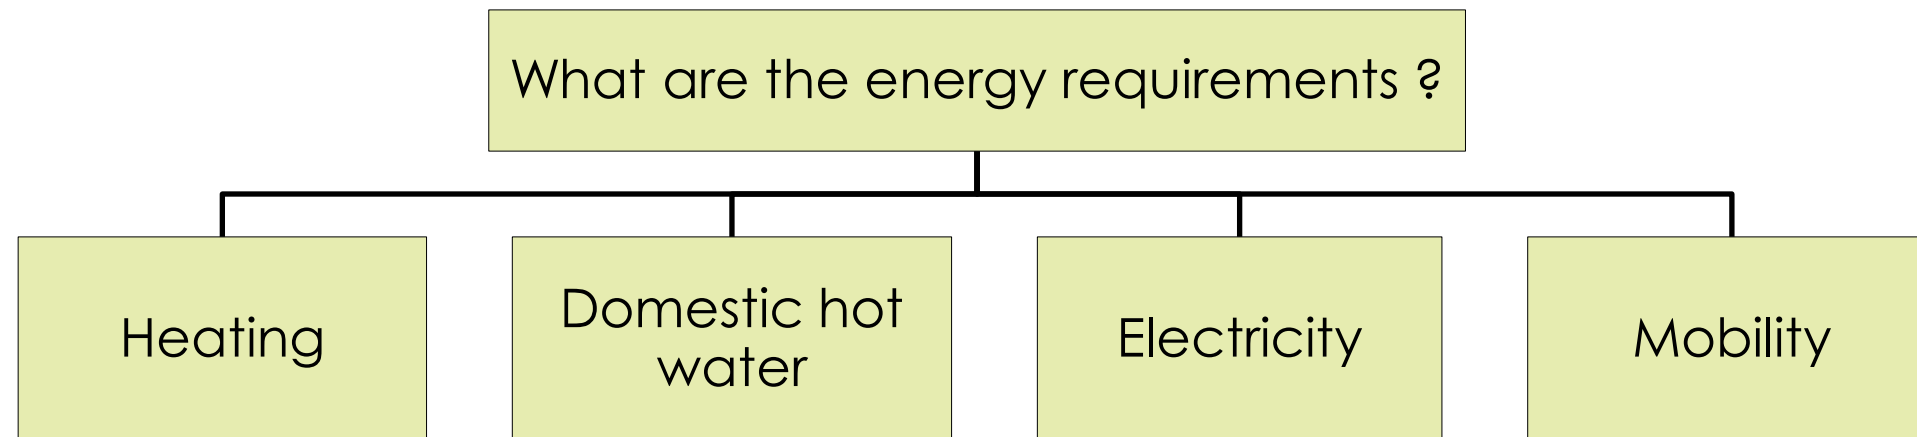 What are the energy requirements ?
Heating
Domestic hot
water
Electricity
Mobility